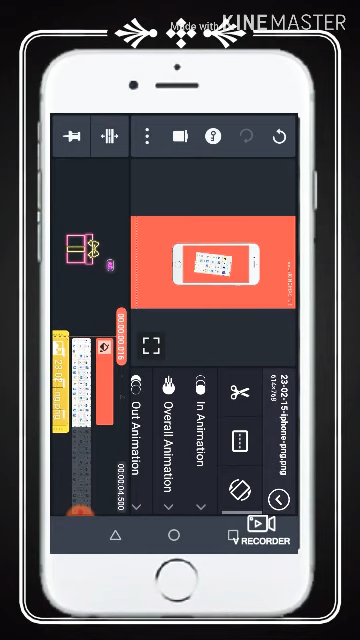 Made with KINEMASTER
23-02-15-iphone-png.png
614x768
In Animation
Overall Animation
Out Animation
00:00:00.016
00:00:04.500
V RECORDER